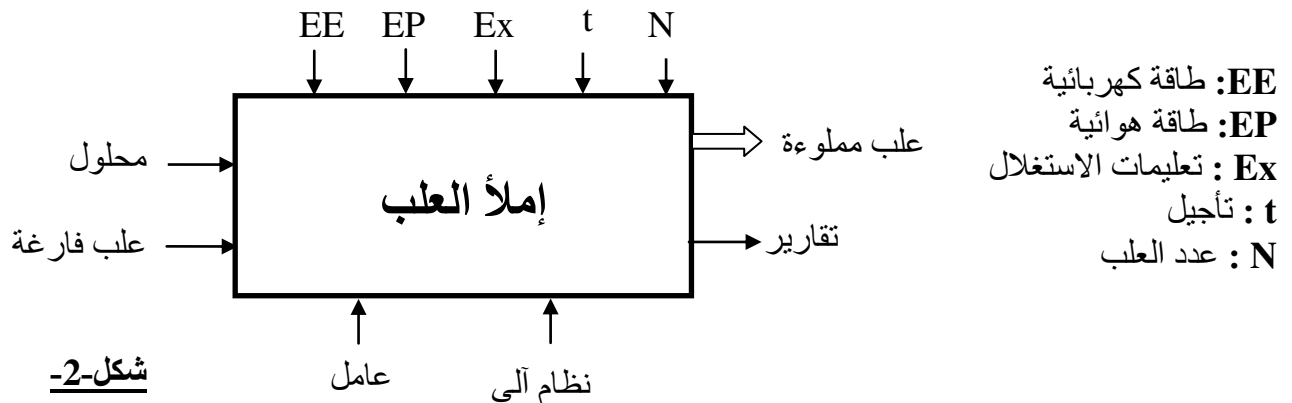 EE EP Ex t N
EE: طاقة كهربائية
EP: طاقة هوائية
Ex : تعليمات الاستغلال
t : تأجيل
N : عدد العلب
محلول
علب فارغة
إملأ العلب
علب مملوءة
تقارير
عامل
نظام آلي
شكل-2-